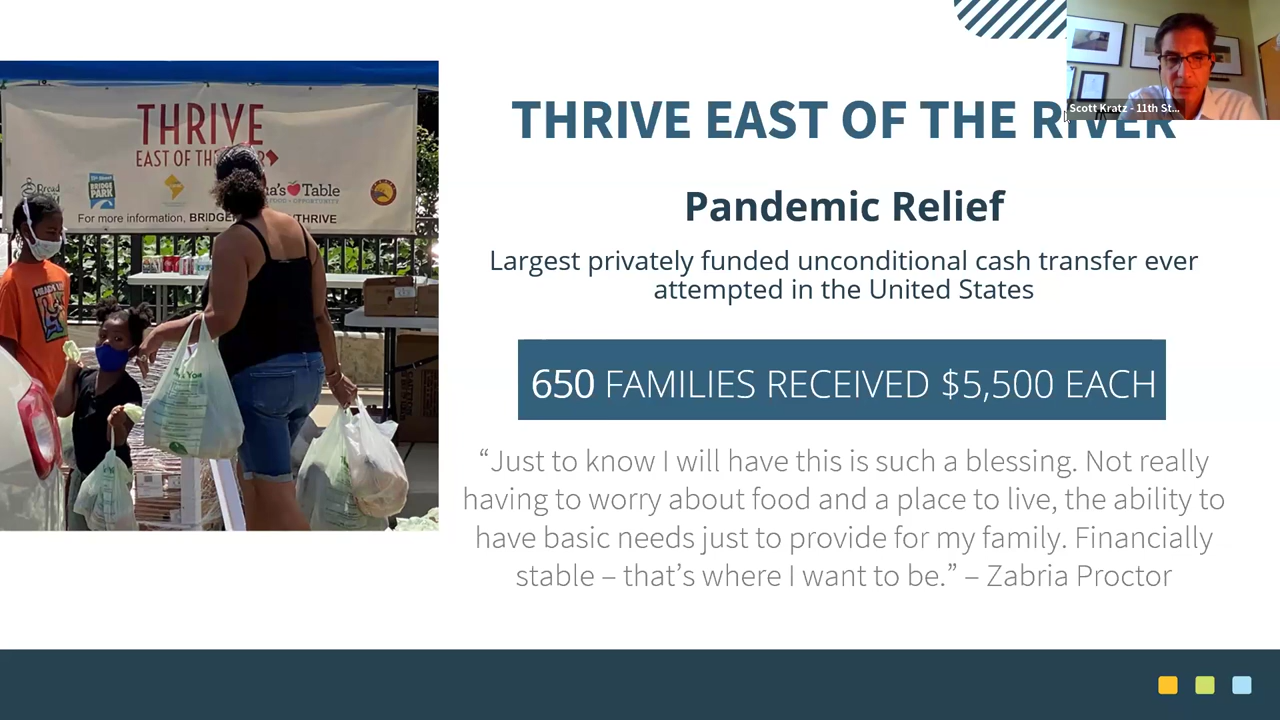 THRIVE
EAST OF THE
BRIDGE
PARK
Table
FOOD + OPPORTUNITY
For more information,
THRIVE
Scott Kratz - 11th St...
THRIVE EAST OF THE RIVER
Pandemic Relief
Largest privately funded unconditional cash transfer ever
attempted in the United States
650 FAMILIES RECEIVED $5,500 EACH
“Just to know I will have this is such a blessing. Not really
having to worry about food and a place to live, the ability to
have basic needs just to provide for my family. Financially
stable – that’s where I want to be.” – Zabria Proctor